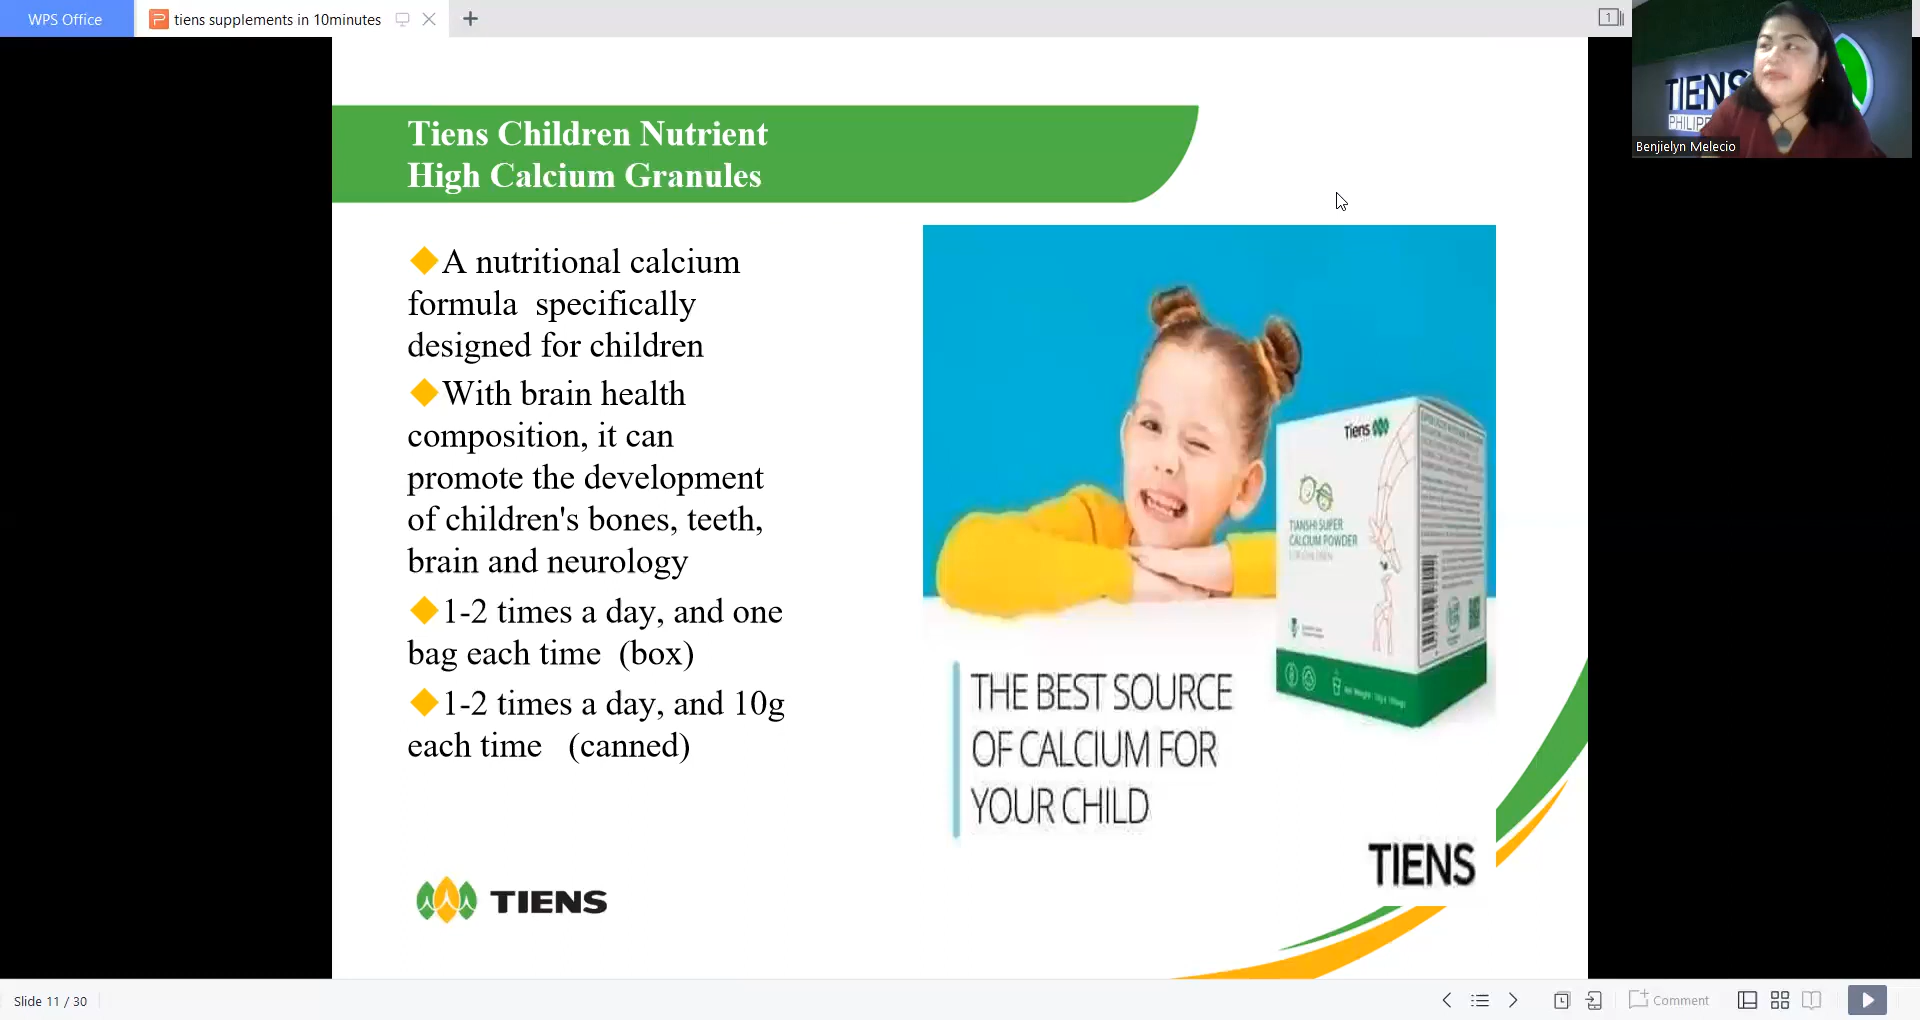 WPS Office
tiens supplements in 10minutes
1
TIENS
Benjielyn Melecio
Tiens Children Nutrient
High Calcium Granules
A nutritional calcium
formula specifically
designed for children
With brain health
composition, it can
promote the development
of children's bones, teeth,
brain and neurology
1-2 times a day, and one
bag each time (box)
1-2 times a day, and 10g
each time (canned)
TIENS
Tiens
TIANSHI SUPER
CALCIUM POWDER
FOR CHILDREN
THE BEST SOURCE
OF CALCIUM FOR
YOUR CHILD
TIENS
Slide 11 / 30
Comment